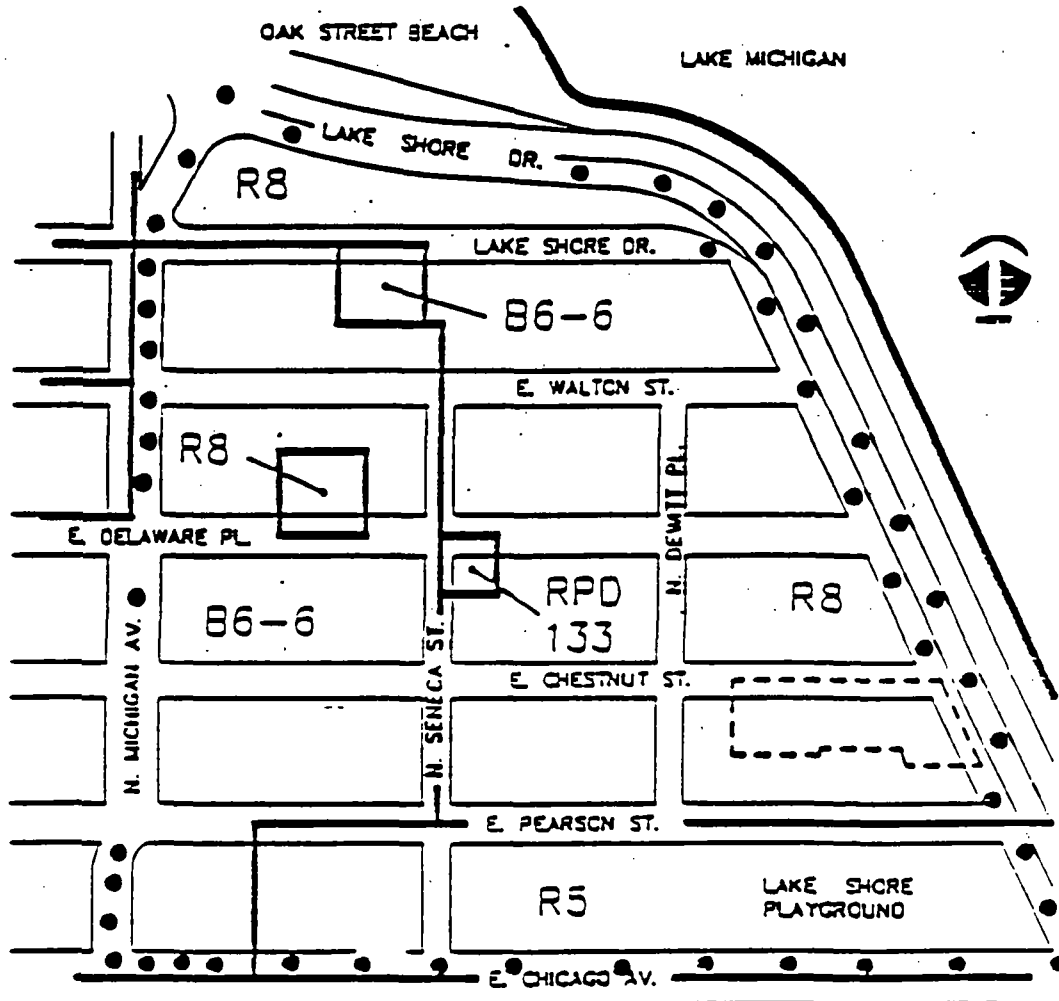 OAK STREET BEACH
LAKE MICHIGAN
LAKE SHORE DR.
R8
LAKE SHORE DR.
B6-6
E. WALTON ST.
R8
N. DEWITT PL.
E. DELAWARE PL.
RPD
133
R8
B6-6
N. MICHIGAN AV.
N. SENECA ST.
E. CHESTNUT ST.
E. PEARSON ST.
R5
LAKE SHORE
PLAYGROUND
E. CHICAGO AV.